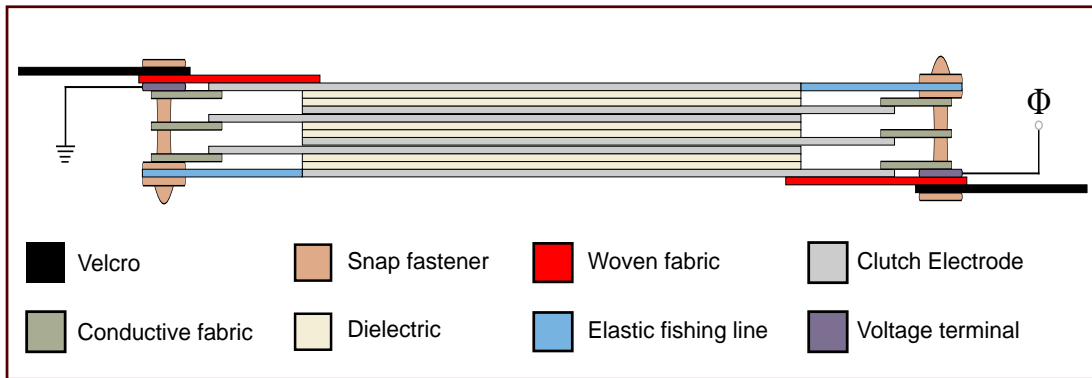 Φ
Velcro Snap fastener Woven fabric Clutch Electrode
Conductive fabric Dielectric Elastic fishing line Voltage terminal